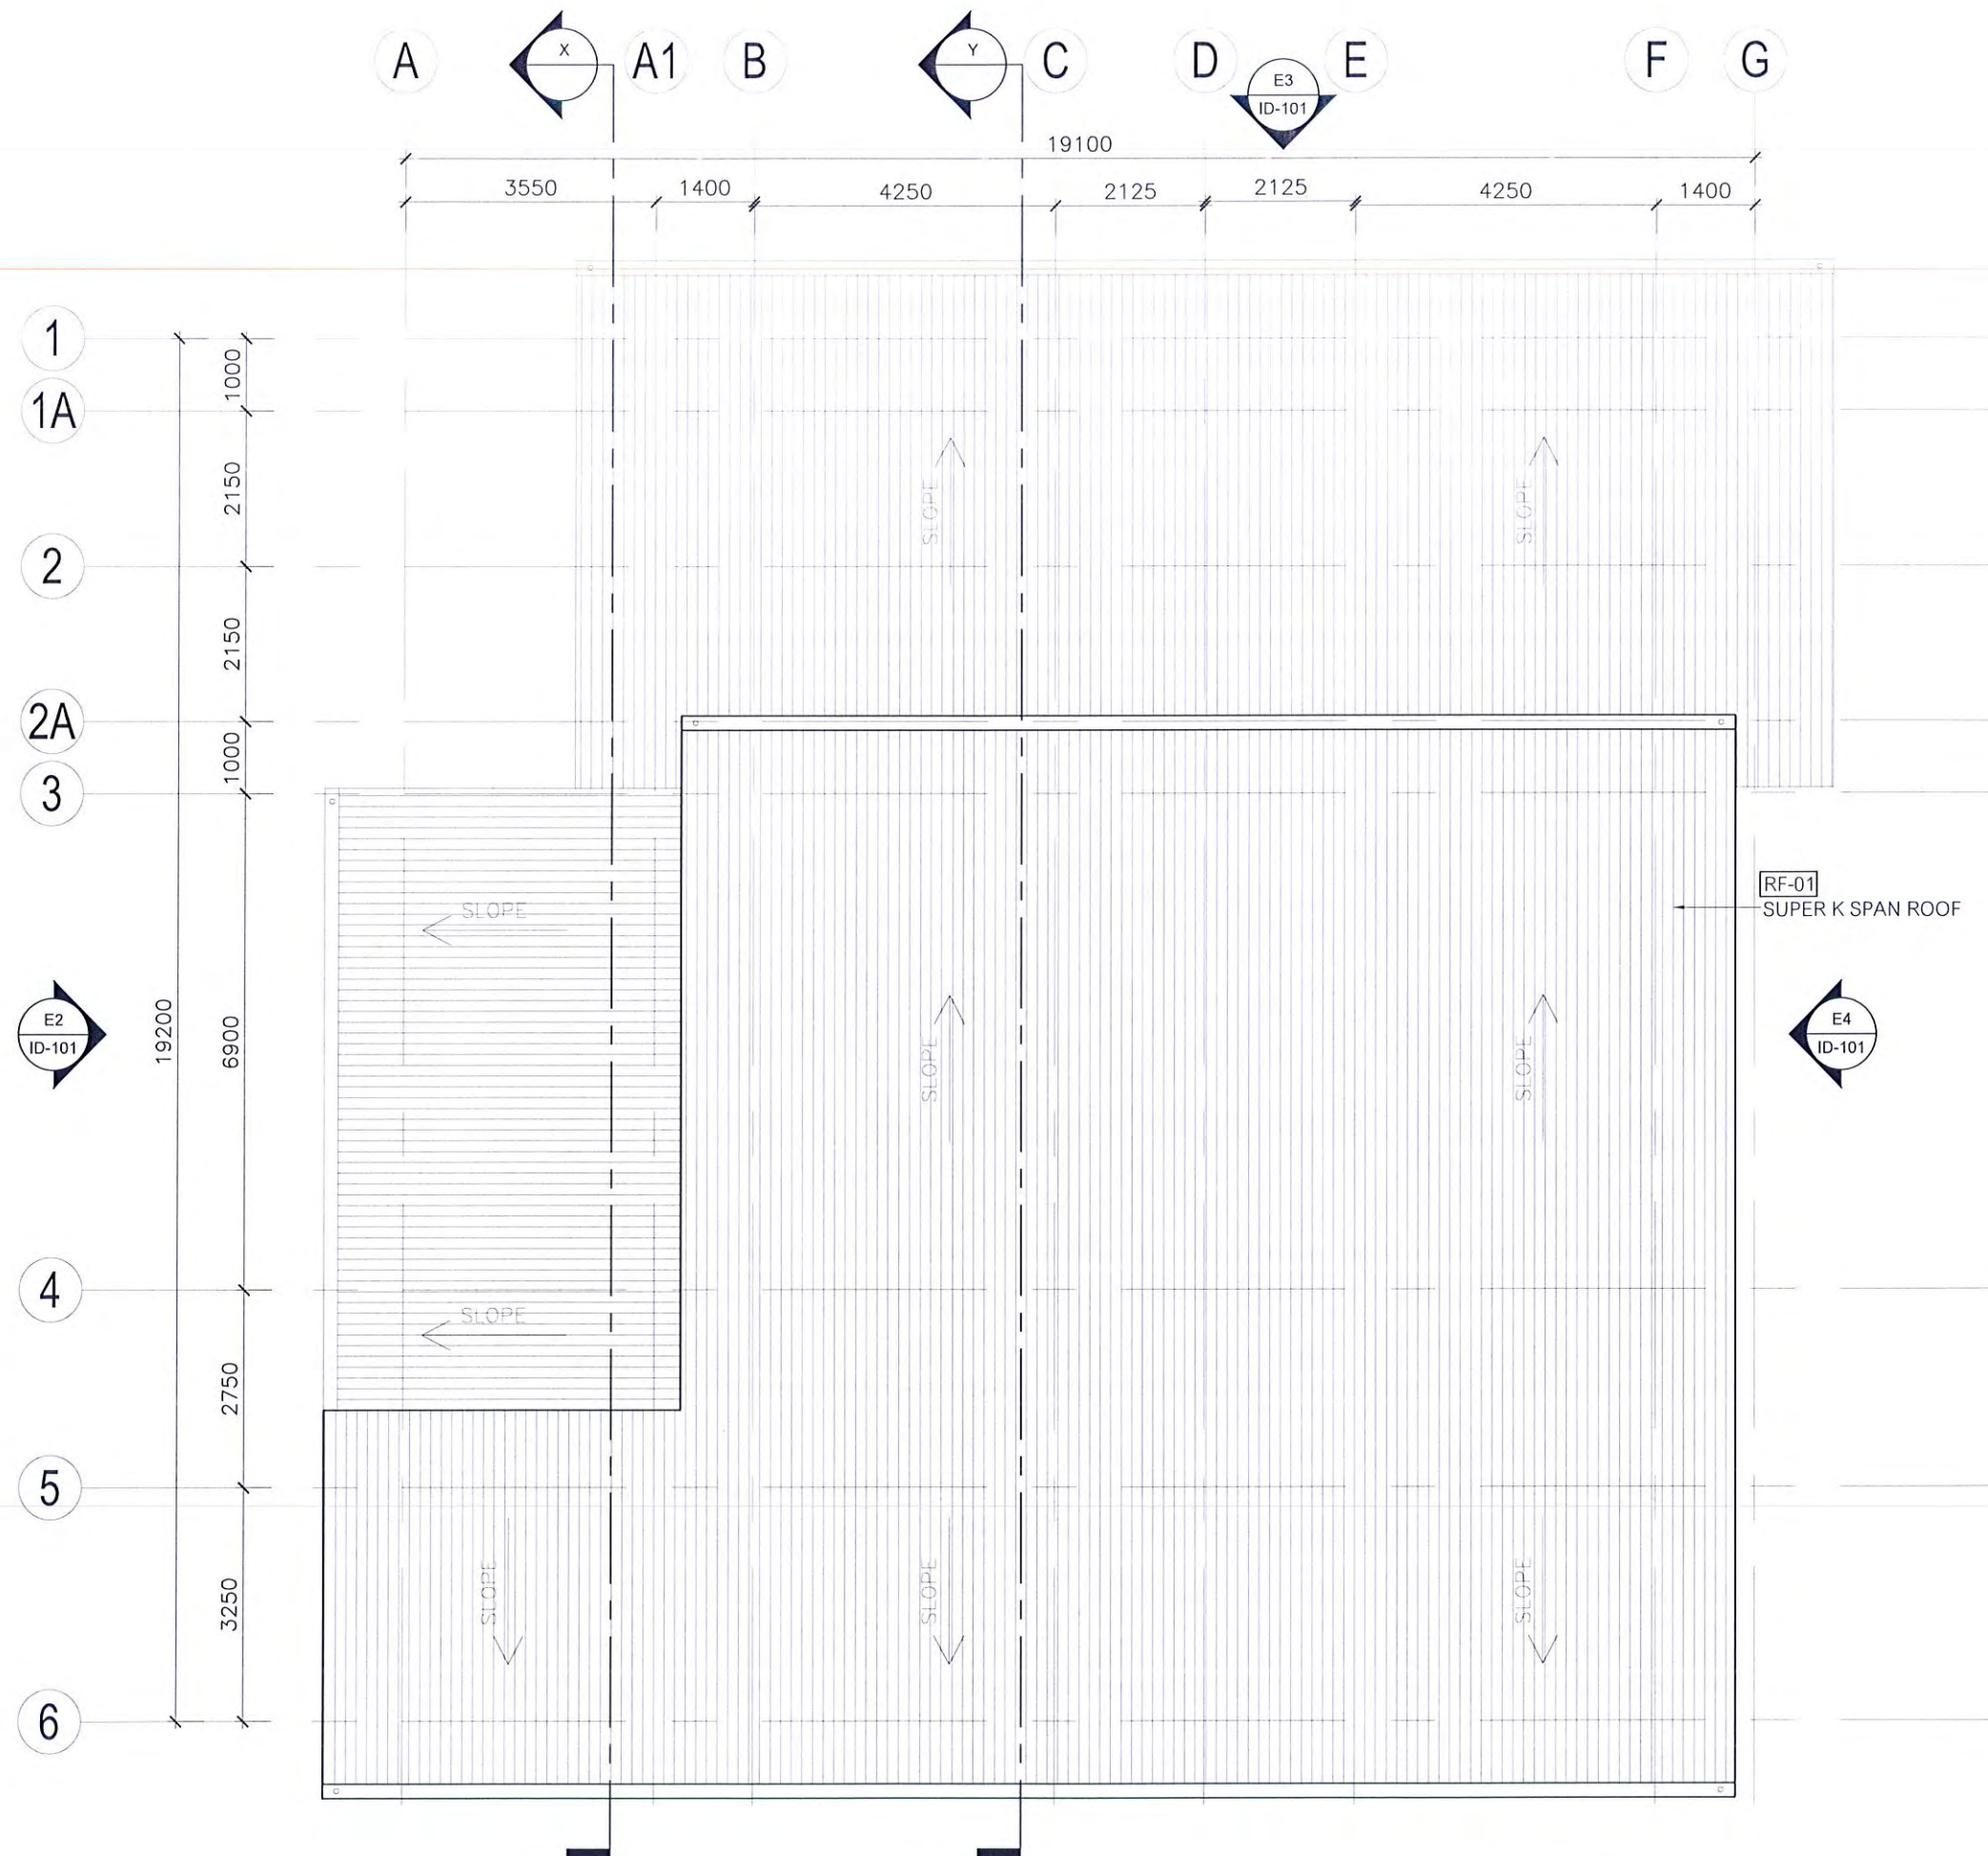 A
X
A1
B
Y
C
D
E3
ID-101
E
F
G
19100
3550
1400
4250
2125
2125
4250
1400
1
1000
1A
2150
SLOPE
SLOPE
2
2150
2A
1000
3
RF-01
SUPER K SPAN ROOF
SLOPE
E2
ID-101
19200
6900
SLOPE
SLOPE
E4
ID-101
4
SLOPE
2750
5
3250
SLOPE
SLOPE
SLOPE
6